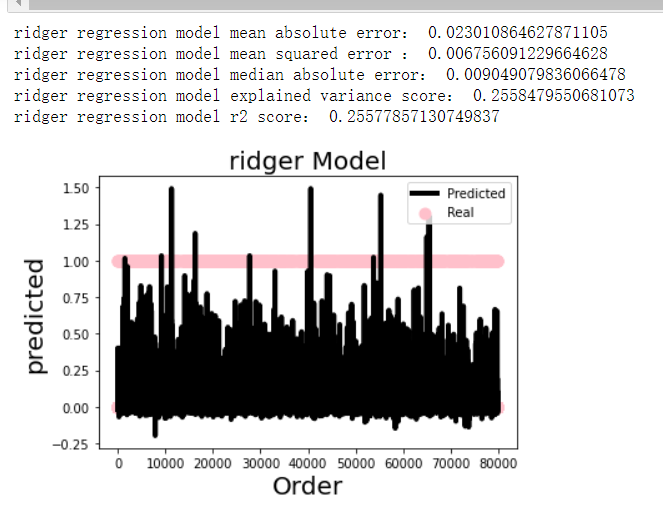 ridger regression model mean absolute error: 0.023010864627871105
ridger regression model mean squared error : 0.006756091229664628
ridger regression model median absolute error: 0.009049079836066478
ridger regression model explained variance score: 0.2558479550681073
ridger regression model r2 score: 0.25577857130749837
ridger Model
1.50
1.25
1.00
0.75
0.50
0.25
0.00
−0.25
predicted
Predicted
Real
0 10000 20000 30000 40000 50000 60000 70000 80000
Order